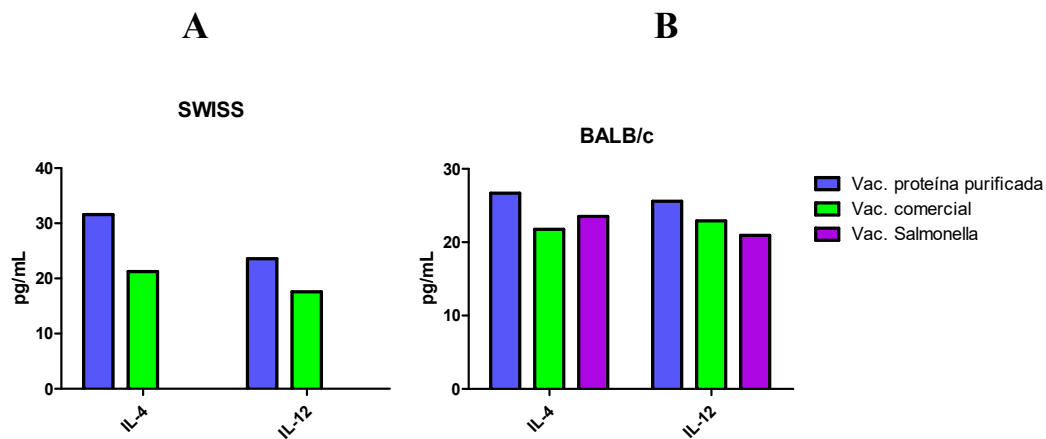 A
B
SWISS
BALB/c
40
30
20
10
0
pg/mL
IL-4
IL-12
30
20
10
0
pg/mL
IL-4
IL-12
Vac. proteína purificada
Vac. comercial
Vac. Salmonella